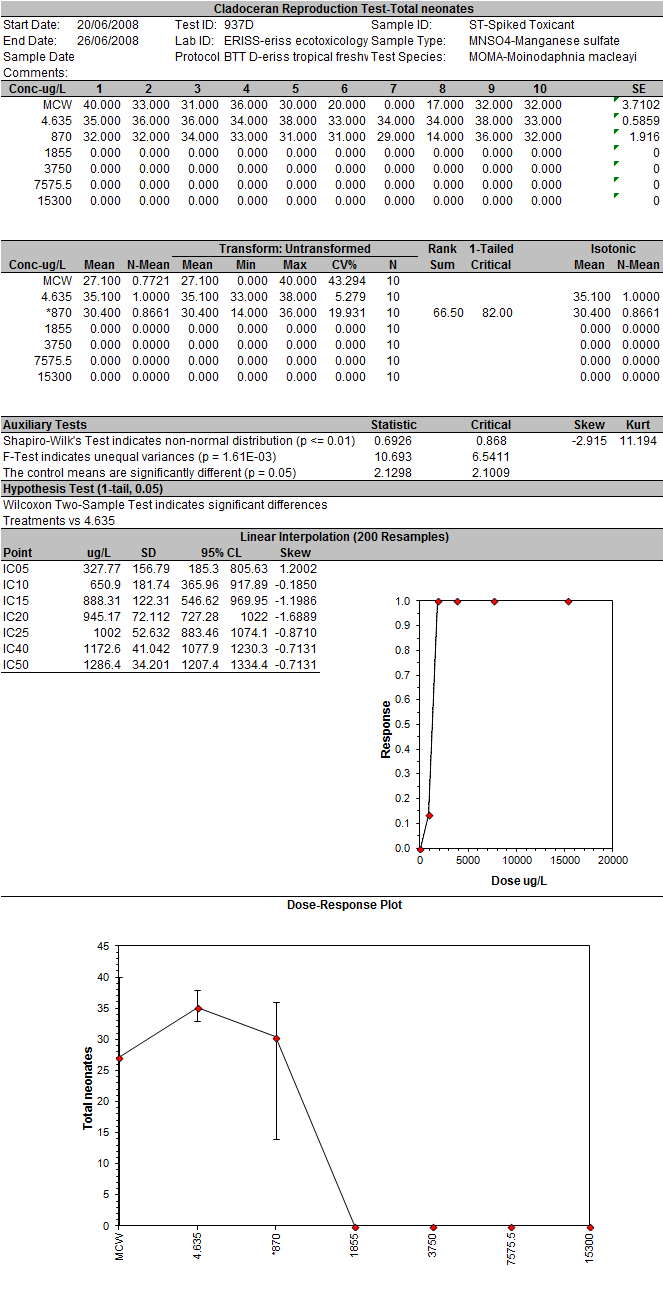 Cladoceran Reproduction Test-Total neonates
Start Date: 20/06/2008 Test ID: 937D Sample ID: ST-Spiked Toxicant
End Date: 26/06/2008 Lab ID: ERISS-eriss ecotoxicology Sample Type: MNSO4-Manganese sulfate
Sample Date Protocol BTT D-eriss tropical freshv Test Species: MOMA-Moinodaphnia macleayi
Comments:
Conc-ug/L 1 2 3 4 5 6 7 8 9 10 SE
MCW 40.000 33.000 31.000 36.000 30.000 20.000 0.000 17.000 32.000 32.000 3.7102
4.635 35.000 36.000 36.000 34.000 38.000 33.000 34.000 34.000 38.000 33.000 0.5859
870 32.000 32.000 34.000 33.000 31.000 31.000 29.000 14.000 36.000 32.000 1.916
1855 0.000 0.000 0.000 0.000 0.000 0.000 0.000 0.000 0.000 0.000 0
3750 0.000 0.000 0.000 0.000 0.000 0.000 0.000 0.000 0.000 0.000 0
7575.5 0.000 0.000 0.000 0.000 0.000 0.000 0.000 0.000 0.000 0.000 0
15300 0.000 0.000 0.000 0.000 0.000 0.000 0.000 0.000 0.000 0.000 0
Transform: Untransformed Rank 1-Tailed Isotonic
Conc-ug/L Mean N-Mean Mean Min Max CV% N Sum Critical Mean N-Mean
MCW 27.100 0.7721 27.100 0.000 40.000 43.294 10
4.635 35.100 1.0000 35.100 33.000 38.000 5.279 10 35.100 1.0000
*870 30.400 0.8661 30.400 14.000 36.000 19.931 10 66.50 82.00 30.400 0.8661
1855 0.000 0.0000 0.000 0.000 0.000 10 0.000 0.0000
3750 0.000 0.0000 0.000 0.000 0.000 10 0.000 0.0000
7575.5 0.000 0.0000 0.000 0.000 0.000 10 0.000 0.0000
15300 0.000 0.0000 0.000 0.000 0.000 10 0.000 0.0000
Auxiliary Tests Statistic Critical Skew Kurt
Shapiro-Wilk's Test indicates non-normal distribution (p <= 0.01) 0.6926 0.868 -2.915 11.194
F-Test indicates unequal variances (p = 1.61E-03) 10.693 6.5411
The control means are significantly different (p = 0.05) 2.1298 2.1009
Hypothesis Test (1-tail, 0.05)
Wilcoxon Two-Sample Test indicates significant differences
Treatments vs 4.635
Linear Interpolation (200 Resamples)
Point ug/L SD 95% CL Skew
IC05 327.77 156.79 185.3 805.63 1.2002
IC10 650.9 181.74 365.96 917.89 -0.1850
IC15 888.31 122.31 546.62 969.95 -1.1986
IC20 945.17 72.112 727.28 1022 -1.6889
IC25 1002 52.632 883.46 1074.1 -0.8710
IC40 1172.6 41.042 1077.9 1230.3 -0.7131
IC50 1286.4 34.201 1207.4 1334.4 -0.7131
1.0
0.9
0.8
0.7
0.6
0.5
0.4
0.3
0.2
0.1
0.0
Response
0 5000 10000 15000 20000
Dose ug/L
Dose-Response Plot
45
40
35
30
25
20
15
10
5
0
Total neonates
MCW 4.635 *870 1855 3750 7575.5 15300